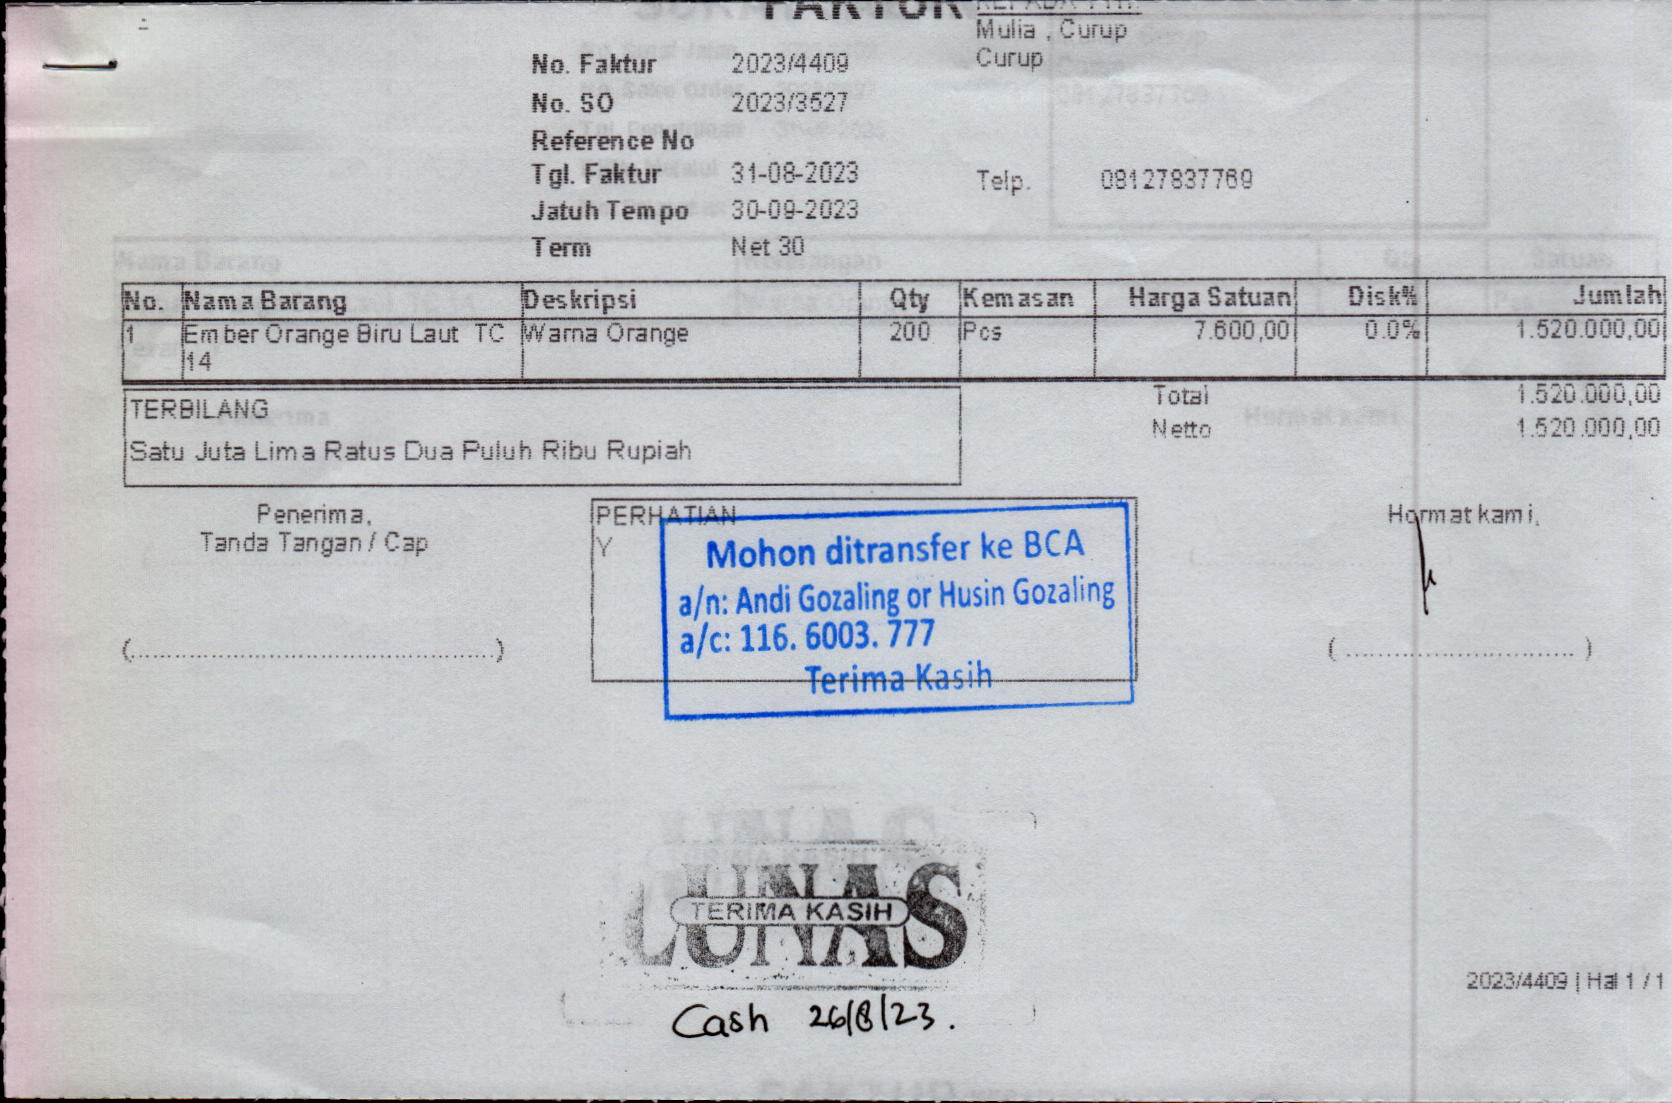 FAKTUR
KEPADA YTH.
Mulia , Curup
Curup
No. Faktur 2023/4409
No. SO 2023/3527
Reference No
Tgl. Faktur 31-08-2023
Telp. 08127837769
Jatuh Tempo 30-09-2023
Term Net 30
No. Nama Barang Deskripsi Qty Kemasan Harga Satuan Disk% Jumlah
1 Ember Orange Biru Laut TC Warna Orange 200 Pcs 7.600,00 0.0% 1.520.000,00
14
Total 1.520.000,00
TERBILANG
Netto 1.520.000,00
Satu Juta Lima Ratus Dua Puluh Ribu Rupiah
Penerima,
Tanda Tangan / Cap
(............................................)
PERHATIAN
Y
Mohon ditransfer ke BCA
a/n: Andi Gozaling or Husin Gozaling
a/c: 116. 6003. 777
Terima Kasih
Hormat kami,
(............................)
LUNAS
TERIMA KASIH
2023/4409 | Hal 1 / 1
Cash 26/8/23.